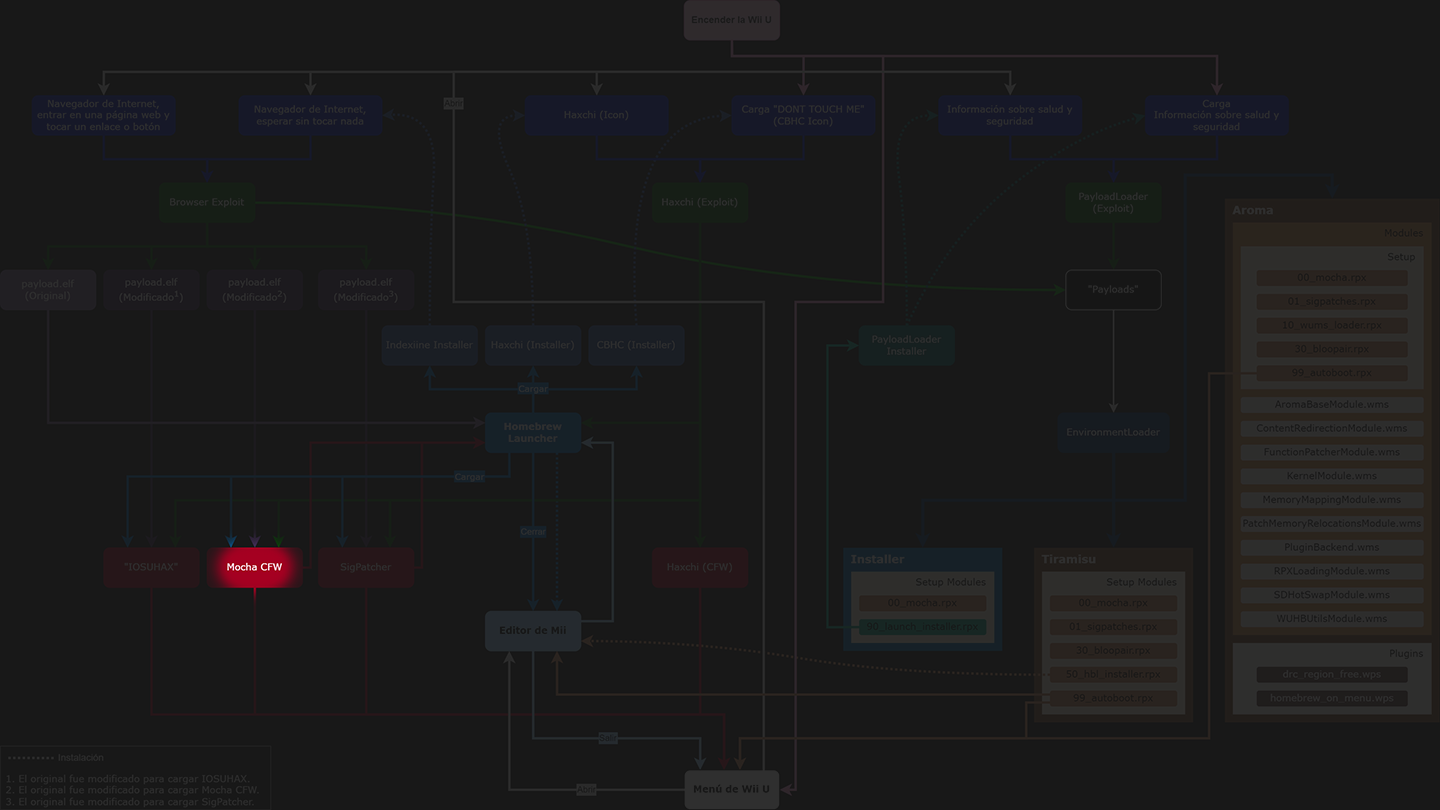 Encender la Wii U
Navegador de Internet,
entrar en una página web y
tocar un enlace o botón
Navegador de Internet,
esperar sin tocar nada
Abrir
Haxchi (Icon)
Carga "DONT TOUCH ME"
(CBHC Icon)
Información sobre salud y
seguridad
Carga
Información sobre salud y
seguridad
Browser Exploit
Haxchi (Exploit)
PayloadLoader
(Exploit)
payload.elf
(Original)
payload.elf
(Modificado¹)
payload.elf
(Modificado²)
payload.elf
(Modificado³)
"Payloads"
Indexiine Installer
Haxchi (Installer)
CBHC (Installer)
PayloadLoader
Installer
Cargar
Homebrew
Launcher
EnvironmentLoader
Cargar
Cerrar
"IOSUHAX"
Mocha CFW
SigPatcher
Haxchi (CFW)
Editor de Mii
Installer
Setup Modules
00_mocha.rpx
90_launch_installer.rpx
Tiramisu
Setup Modules
00_mocha.rpx
01_sigpatches.rpx
30_bloopair.rpx
50_hbl_installer.rpx
99_autoboot.rpx
Aroma
Modules
Setup
00_mocha.rpx
01_sigpatches.rpx
10_wums_loader.rpx
30_bloopair.rpx
90_autoboot.rpx
AromaBaseModule.wms
ContentRedirectionModule.wms
FunctionPatcherModule.wms
KernelModule.wms
MemoryMappingModule.wms
PatchMemoryRelocationsModule.wms
PluginBackend.wms
RPXLoadingModule.wms
SDHotSwapModule.wms
WUHBUtilsModule.wms
Plugins
drc_region_free.wps
homebrew_on_menu.wps
Salir
Abrir
Menú de Wii U
Instalación
1. El original fue modificado para cargar IOSUHAX.
2. El original fue modificado para cargar Mocha CFW.
3. El original fue modificado para cargar SigPatcher.